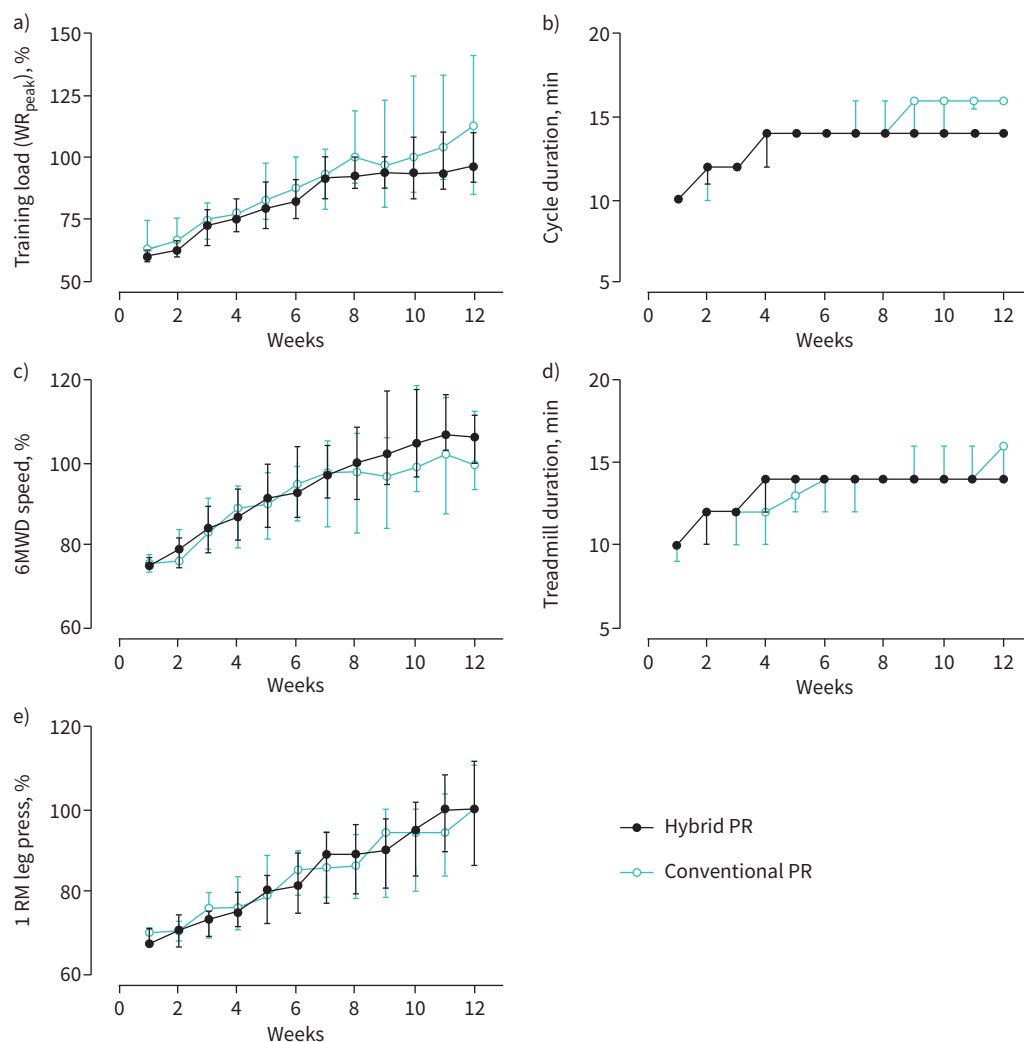 a)
Training load (WRpeak), %
150
125
100
75
50
0 2 4 6 8 10 12
Weeks
b)
Cycle duration, min
20
15
10
5
0 2 4 6 8 10 12
Weeks
c)
6MWD speed, %
120
100
80
60
0 2 4 6 8 10 12
Weeks
d)
Treadmill duration, min
20
15
10
5
0 2 4 6 8 10 12
Weeks
e)
1 RM leg press, %
120
100
80
60
0 2 4 6 8 10 12
Weeks
Hybrid PR
Conventional PR